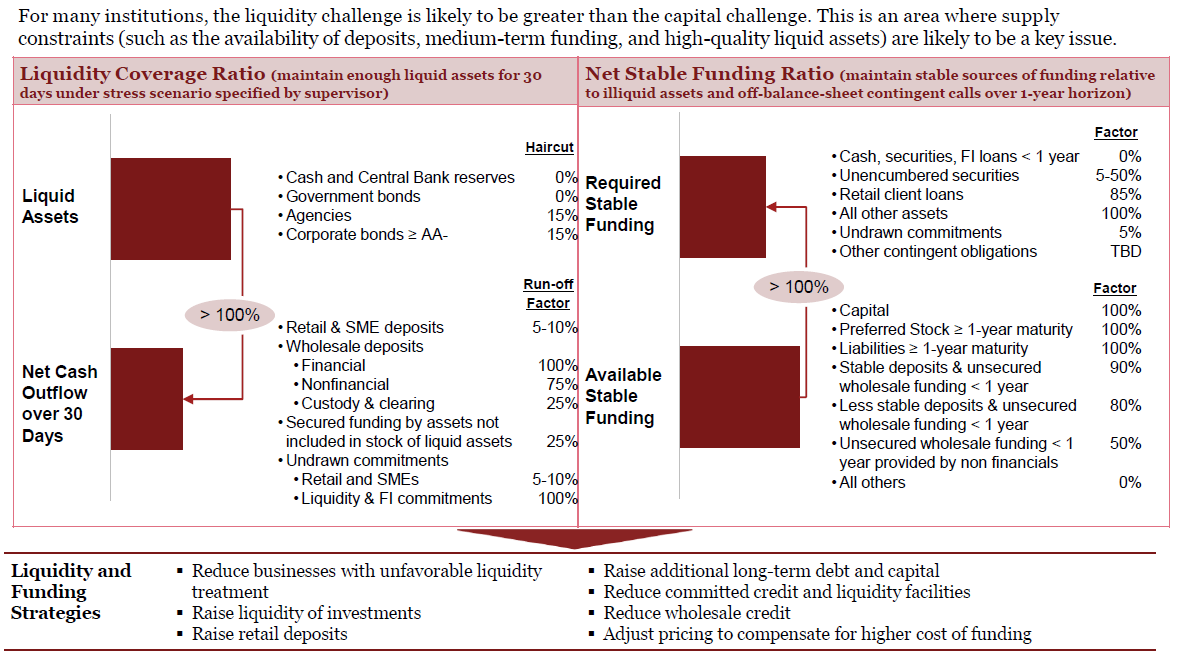 For many institutions, the liquidity challenge is likely to be greater than the capital challenge. This is an area where supply
constraints (such as the availability of deposits, medium-term funding, and high-quality liquid assets) are likely to be a key issue.
Liquidity Coverage Ratio (maintain enough liquid assets for 30
days under stress scenario specified by supervisor)
Haircut
Liquid
Assets
• Cash and Central Bank reserves 0%
• Government bonds 0%
• Agencies 15%
• Corporate bonds ≥ AA- 15%
> 100%
Run-off
Factor
Net Cash
Outflow
over 30
Days
• Retail & SME deposits 5-10%
• Wholesale deposits
• Financial 100%
• Nonfinancial 75%
• Custody & clearing 25%
• Secured funding by assets not
included in stock of liquid assets 25%
• Undrawn commitments
• Retail and SMEs 5-10%
• Liquidity & FI commitments 100%
Net Stable Funding Ratio (maintain stable sources of funding relative
to illiquid assets and off-balance-sheet contingent calls over 1-year horizon)
Factor
Required
Stable
Funding
• Cash, securities, FI loans < 1 year 0%
• Unencumbered securities 5-50%
• Retail client loans 85%
• All other assets 100%
• Undrawn commitments 5%
• Other contingent obligations TBD
> 100%
Factor
Available
Stable
Funding
• Capital 100%
• Preferred Stock ≥ 1-year maturity 100%
• Liabilities ≥ 1-year maturity 100%
• Stable deposits & unsecured 90%
wholesale funding < 1 year
• Less stable deposits & unsecured 80%
wholesale funding < 1 year
• Unsecured wholesale funding < 1 50%
year provided by non financials
• All others 0%
Liquidity and
Funding
Strategies
▪ Reduce businesses with unfavorable liquidity
treatment
▪ Raise liquidity of investments
▪ Raise retail deposits
▪ Raise additional long-term debt and capital
▪ Reduce committed credit and liquidity facilities
▪ Reduce wholesale credit
▪ Adjust pricing to compensate for higher cost of funding